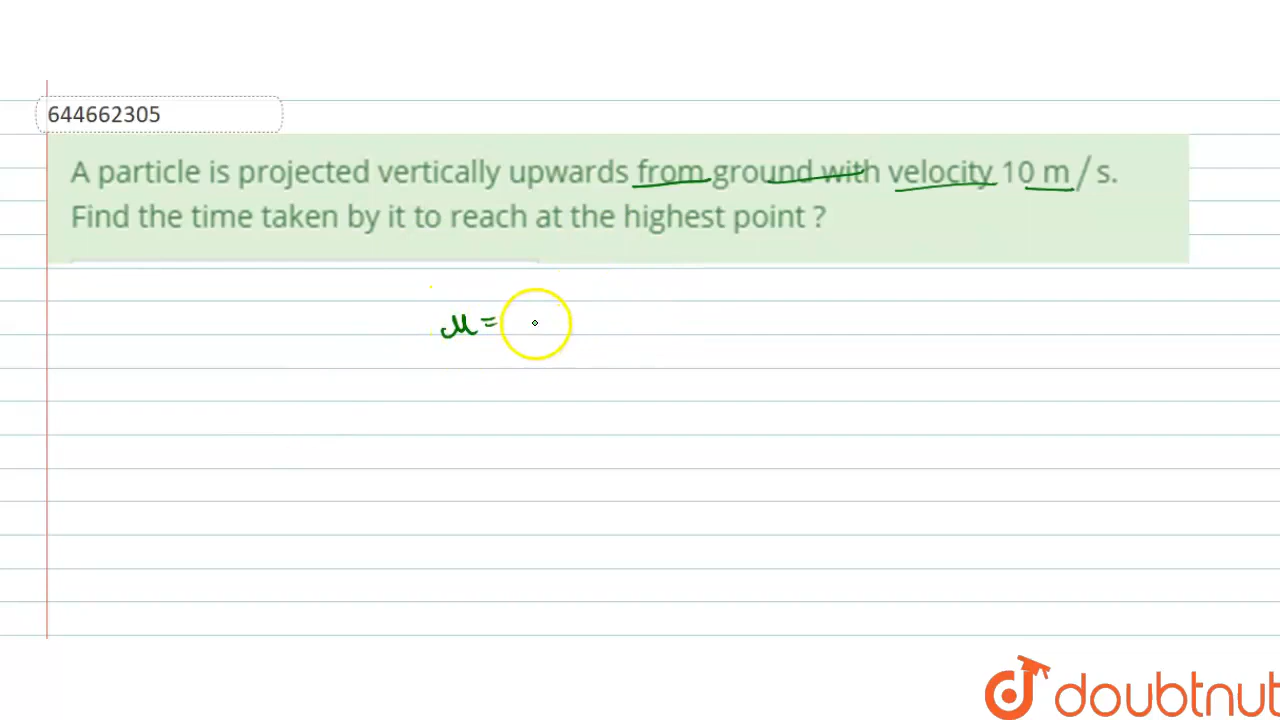 644662305
A particle is projected vertically upwards from ground with velocity 10 m/s.
Find the time taken by it to reach at the highest point ?
u =
doubtnut